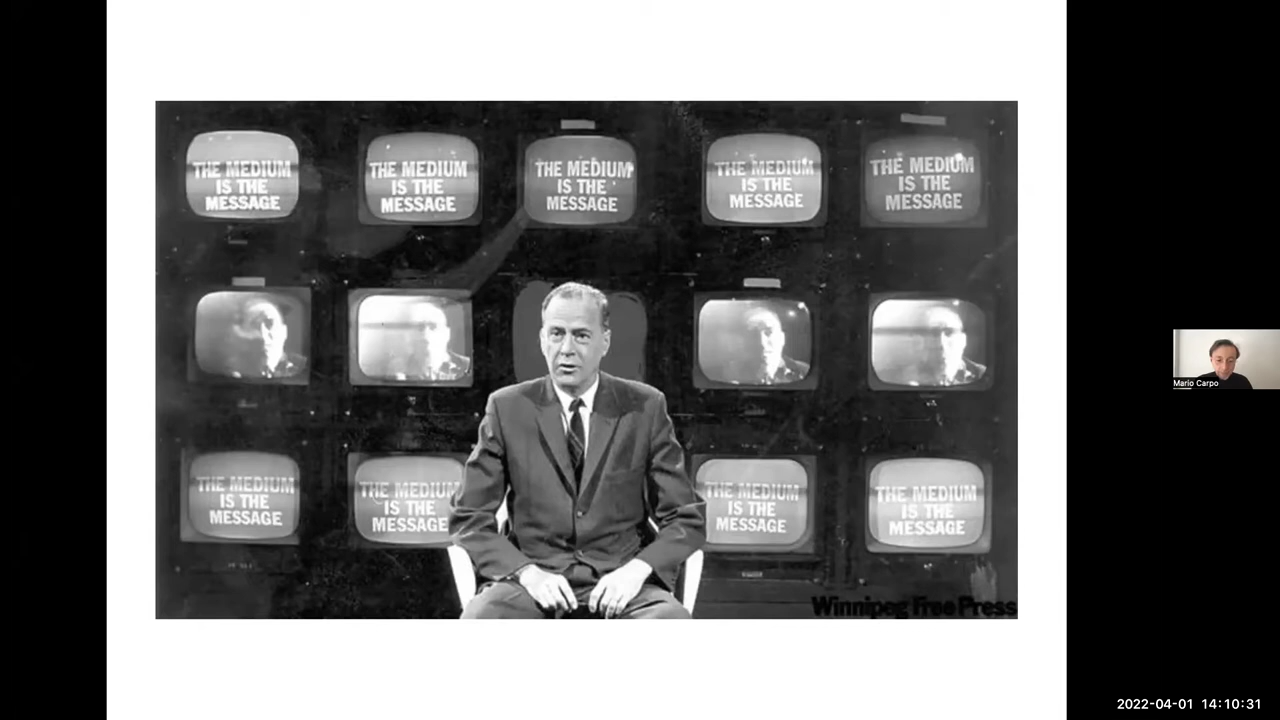 THE MEDIUM
IS THE
MESSAGE
THE MEDIUM
IS THE
MESSAGE
THE MEDIUM
IS THE
MESSAGE
THE MEDIUM
IS THE
MESSAGE
THE MEDIUM
IS THE
MESSAGE
THE MEDIUM
IS THE
MESSAGE
THE MEDIUM
IS THE
MESSAGE
THE MEDIUM
IS THE
MESSAGE
THE MEDIUM
IS THE
MESSAGE
Winnipeg Free Press
Mario Carpo
2022-04-01 14:10:31